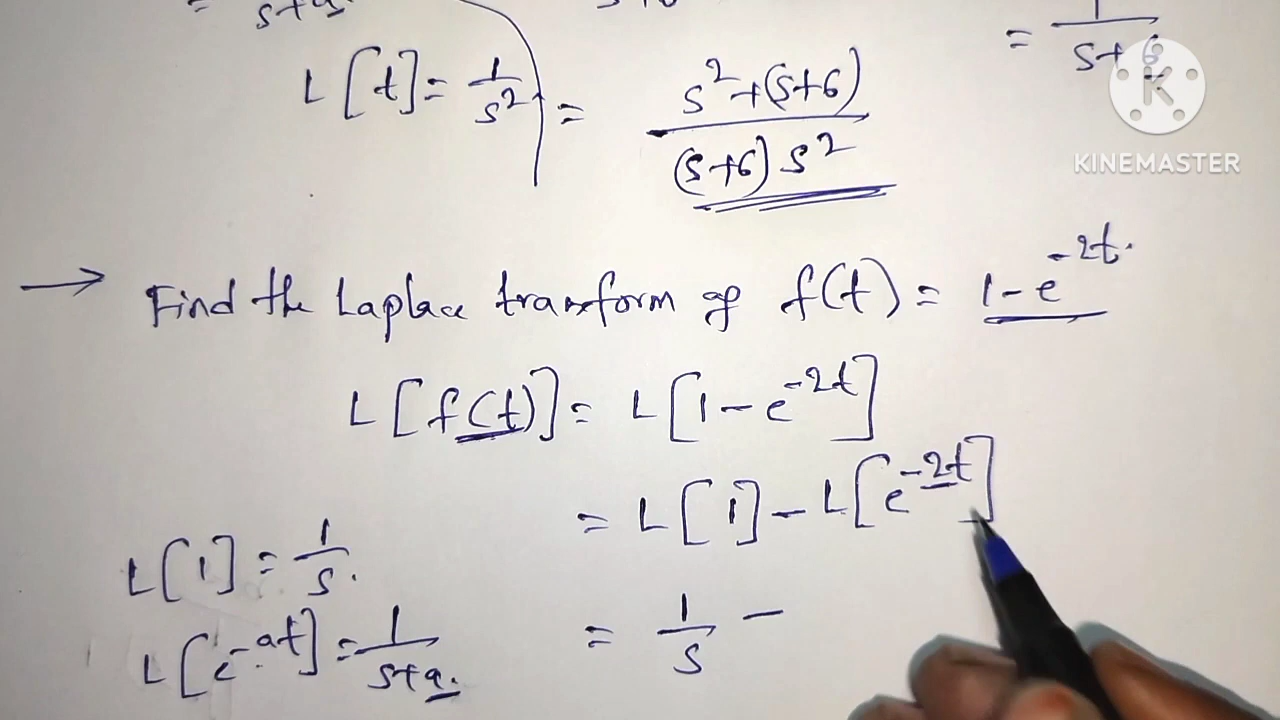 = 1/(s+a
L[t] = 1/s² = (s²+(s+6))/((s+6)s²)
= 1/(s+6
KINEMASTER
→ Find the Laplace transform of f(t) = 1-e^-2t.
L[f(t)] = L[1-e^-2t]
= L[1] - L[e^-2t]
L[1] = 1/s.
= 1/s -
L[e^-at] = 1/(s+a).